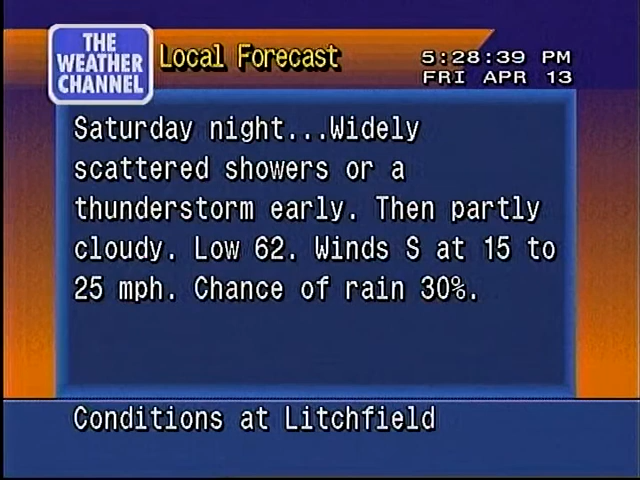 THE
WEATHER
CHANNEL
Local Forecast
5:28:39 PM
FRI APR 13
Saturday night...Widely
scattered showers or a
thunderstorm early. Then partly
cloudy. Low 62. Winds S at 15 to
25 mph. Chance of rain 30%.
Conditions at Litchfield